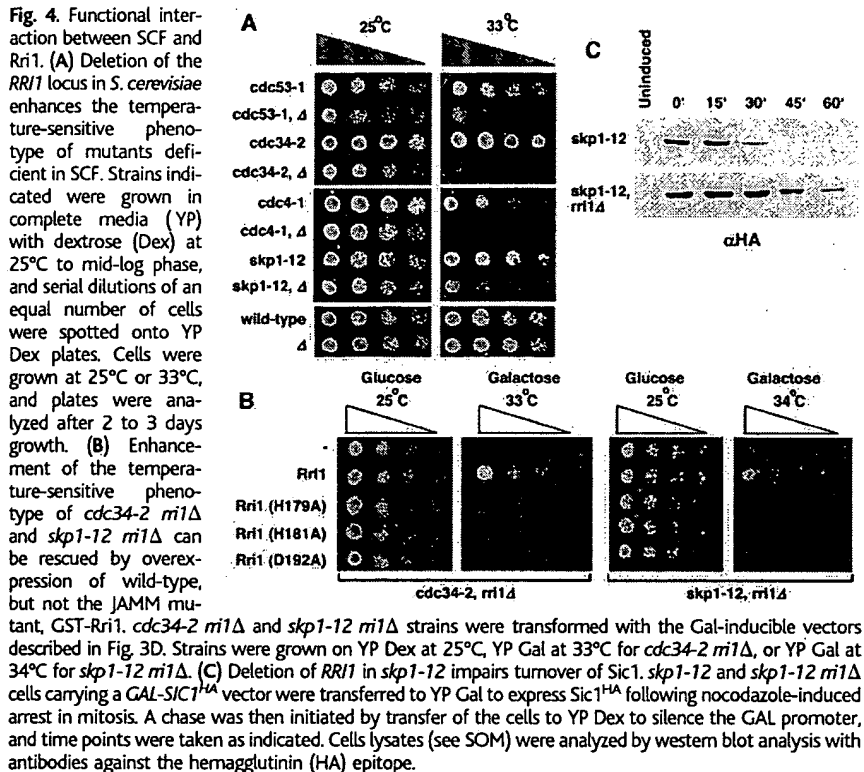 Fig. 4. Functional inter-
action between SCF and
Rri1. (A) Deletion of the
RRI1 locus in S. cerevisiae
enhances the tempera-
ture-sensitive pheno-
type of mutants defi-
cient in SCF. Strains indi-
cated were grown in
complete media (YP)
with dextrose (Dex) at
25°C to mid-log phase,
and serial dilutions of an
equal number of cells
were spotted onto YP
Dex plates. Cells were
grown at 25°C or 33°C,
and plates were ana-
lyzed after 2 to 3 days
growth. (B) Enhance-
ment of the tempera-
ture-sensitive pheno-
type of cdc34-2 rri1Δ
and skp1-12 rri1Δ can
be rescued by overex-
pression of wild-type,
but not the JAMM mu-
tant, GST-Rri1. cdc34-2 rri1Δ and skp1-12 rri1Δ strains were transformed with the Gal-inducible vectors
described in Fig. 3D. Strains were grown on YP Dex at 25°C, YP Gal at 33°C for cdc34-2 rri1Δ, or YP Gal at
34°C for skp1-12 rri1Δ. (C) Deletion of RRI1 in skp1-12 impairs turnover of Sic1. skp1-12 and skp1-12 rri1Δ
cells carrying a GAL-SIC1HA vector were transferred to YP Gal to express Sic1HA following nocodazole-induced
arrest in mitosis. A chase was then initiated by transfer of the cells to YP Dex to silence the GAL promoter,
and time points were taken as indicated. Cells lysates (see SOM) were analyzed by western blot analysis with
antibodies against the hemagglutinin (HA) epitope.
A
25°C 33°C
cdc53-1
cdc53-1, Δ
cdc34-2
cdc34-2, Δ
cdc4-1
cdc4-1, Δ
skp1-12
skp1-12, Δ
wild-type
Δ
C
Uninduced
0' 15' 30' 45' 60'
skp1-12
skp1-12,
rri1Δ
αHA
B
Glucose Galactose Glucose Galactose
25°C 33°C 25°C 34°C
-
Rri1
Rri1 (H179A)
Rri1 (H181A)
Rri1 (D192A)
cdc34-2, rri1Δ skp1-12, rri1Δ